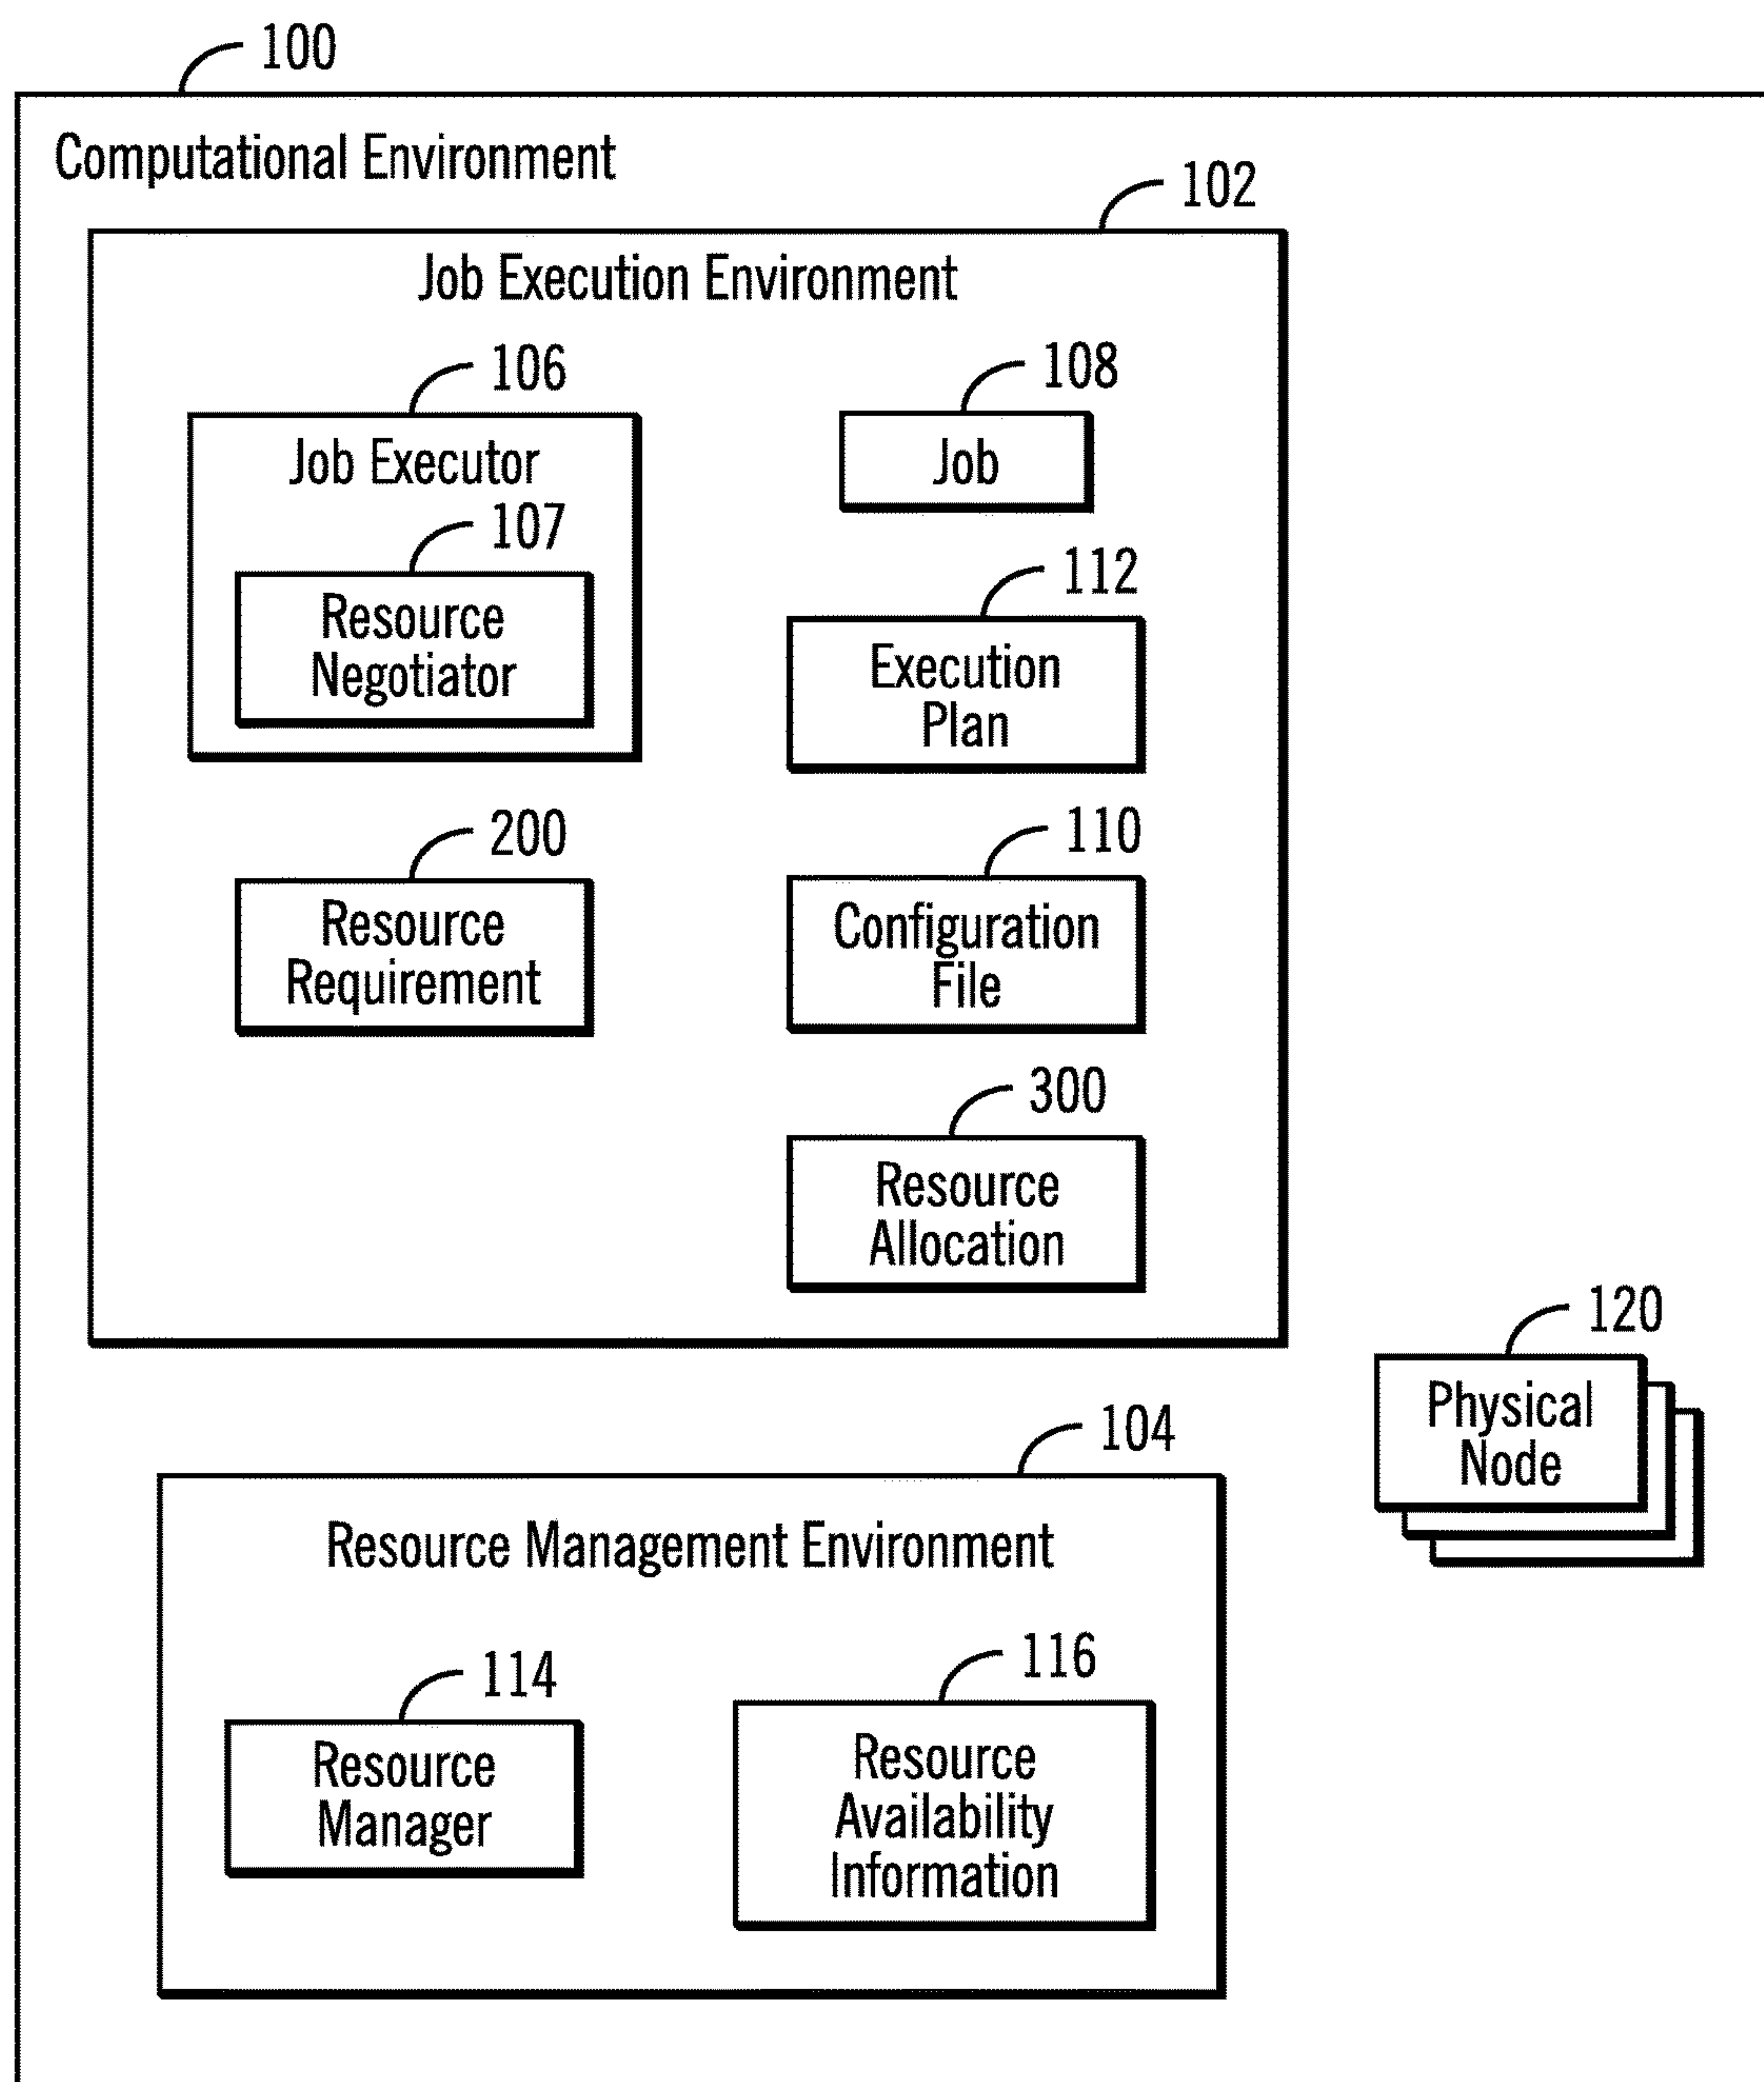 100
Computational Environment
102
Job Execution Environment
106
Job Executor
107
Resource
Negotiator
108
Job
112
Execution
Plan
200
Resource
Requirement
110
Configuration
File
300
Resource
Allocation
120
Physical
Node
104
Resource Management Environment
114
Resource
Manager
116
Resource
Availability
Information